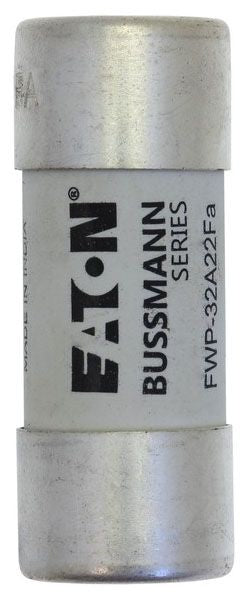 MADE IN INDIA
EATON®
BUSSMANN
SERIES
FWP-32A22Fa